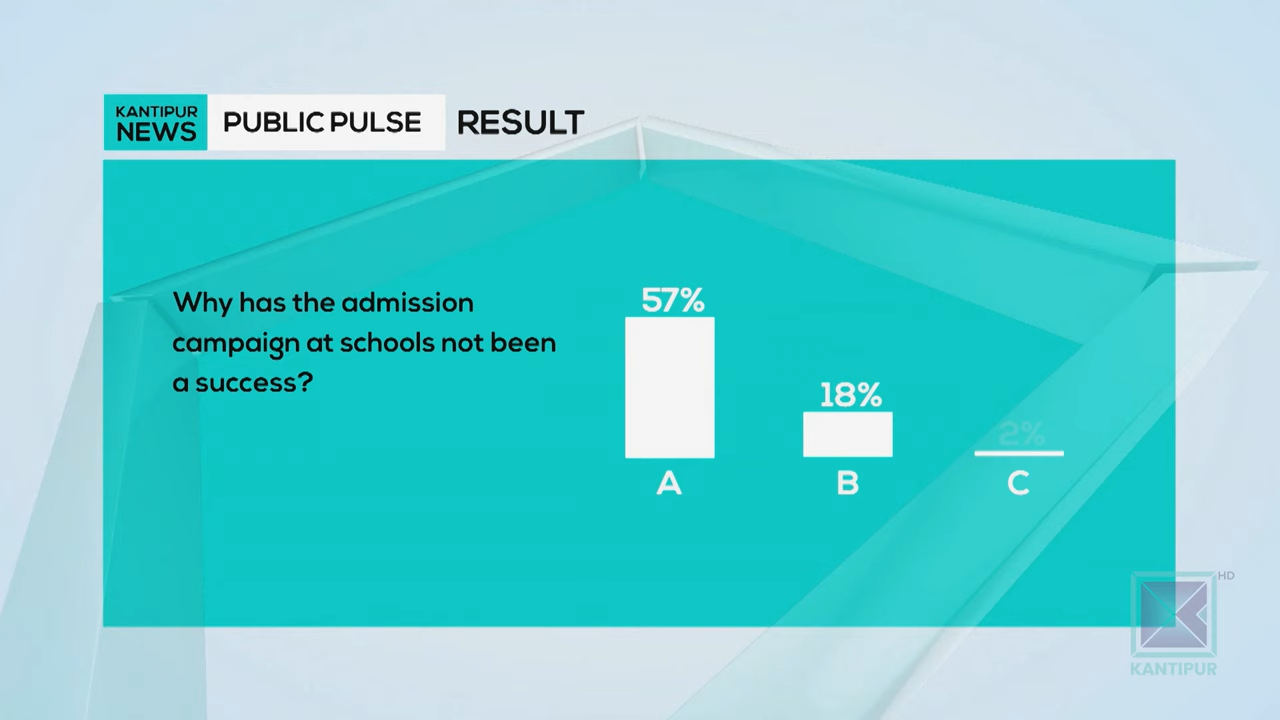 KANTIPUR
NEWS
PUBLIC PULSE
RESULT
Why has the admission
campaign at schools not been
a success?
57%
18%
2%
A
B
C
HD
KANTIPUR